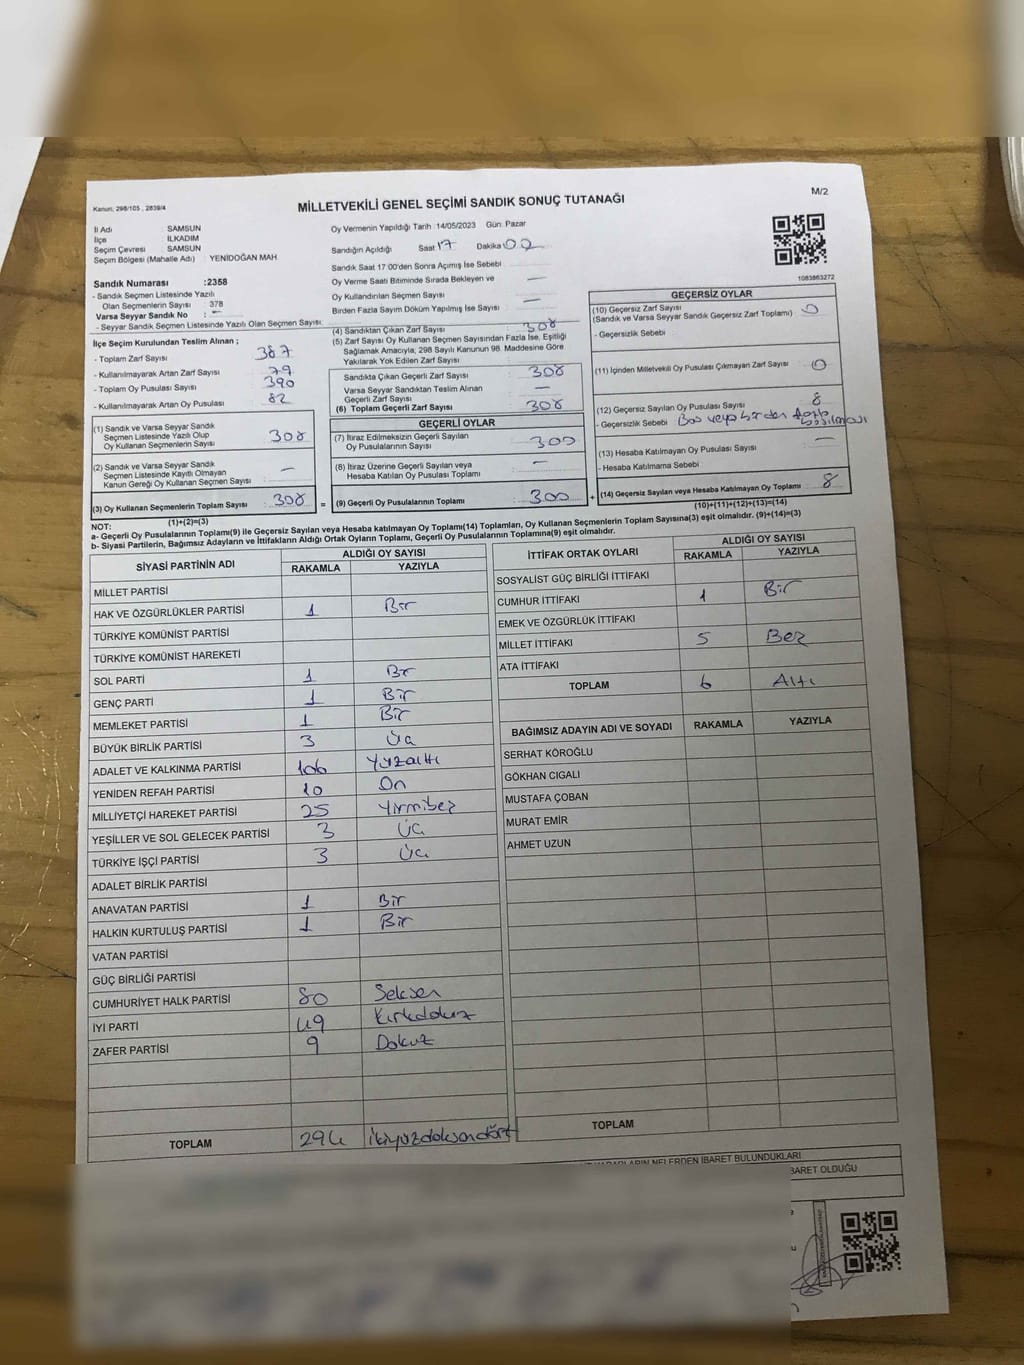 Kanun, 298/105 , 2839/4
MİLLETVEKİLİ GENEL SEÇİMİ SANDIK SONUÇ TUTANAĞI
M/2
İl Adı : SAMSUN
İlçe : İLKADIM
Seçim Çevresi : SAMSUN
Seçim Bölgesi (Mahalle Adı) : YENİDOĞAN MAH
Sandık Numarası :2358
- Sandık Seçmen Listesinde Yazılı
Olan Seçmenlerin Sayısı : 378
Varsa Seyyar Sandık No : —
- Seyyar Sandık Seçmen Listesinde Yazılı Olan Seçmen Sayısı:
İlçe Seçim Kurulundan Teslim Alınan ;
- Toplam Zarf Sayısı : 387
- Kullanılmayarak Artan Zarf Sayısı : 79
- Toplam Oy Pusulası Sayısı : 390
- Kullanılmayarak Artan Oy Pusulası : 82
(1) Sandık ve Varsa Seyyar Sandık
Seçmen Listesinde Yazılı Olup
Oy Kullanan Seçmenlerin Sayısı : 308
(2) Sandık ve Varsa Seyyar Sandık
Seçmen Listesinde Kayıtlı Olmayan
Kanun Gereği Oy Kullanan Seçmen Sayısı : —
(3) Oy Kullanan Seçmenlerin Toplam Sayısı : 308
(1)+(2)=(3)
Oy Vermenin Yapıldığı Tarih :14/05/2023 Gün: Pazar
Sandığın Açıldığı Saat 17 Dakika 02
Sandık Saat 17 00'den Sonra Açımış İse Sebebi
Oy Verme Saati Bitiminde Sırada Bekleyen ve
Oy Kullandırılan Seçmen Sayısı : —
Birden Fazla Sayım Döküm Yapılmış İse Sayısı : —
(4) Sandıktan Çıkan Zarf Sayısı : 308
(5) Zarf Sayısı Oy Kullanan Seçmen Sayısından Fazla İse, Eşitliği
Sağlamak Amacıyla, 298 Sayılı Kanunun 98. Maddesine Göre
Yakılarak Yok Edilen Zarf Sayısı :
Sandıkta Çıkan Geçerli Zarf Sayısı : 308
Varsa Seyyar Sandıktan Teslim Alınan
Geçerli Zarf Sayısı : —
(6) Toplam Geçerli Zarf Sayısı : 308
GEÇERLİ OYLAR
(7) İtiraz Edilmeksizin Geçerli Sayılan
Oy Pusulalarının Sayısı : 300
(8) İtiraz Üzerine Geçerli Sayılan veya
Hesaba Katılan Oy Pusulası Toplamı : —
= (9) Geçerli Oy Pusulalarının Toplamı : 300
1083863272
GEÇERSİZ OYLAR
(10) Geçersiz Zarf Sayısı : 0
(Sandık ve Varsa Seyyar Sandık Geçersiz Zarf Toplamı)
- Geçersizlik Sebebi :
(11) İçinden Milletvekili Oy Pusulası Çıkmayan Zarf Sayısı : 0
(12) Geçersiz Sayılan Oy Pusulası Sayısı : 8
- Geçersizlik Sebebi : Boş veya birden fazla
(13) Hesaba Katılmayan Oy Pusulası Sayısı : —
- Hesaba Katılmama Sebebi :
+ (14) Geçersiz Sayılan veya Hesaba Katılmayan Oy Toplamı : 8
(10)+(11)+(12)+(13)=(14)
NOT:
a- Geçerli Oy Pusulalarının Toplamı(9) ile Geçersiz Sayılan veya Hesaba katılmayan Oy Toplamı(14) Toplamları, Oy Kullanan Seçmenlerin Toplam Sayısına(3) eşit olmalıdır. (9)+(14)=(3)
b- Siyasi Partilerin, Bağımsız Adayların ve İttifakların Aldığı Ortak Oyların Toplamı, Geçerli Oy Pusulalarının Toplamına(9) eşit olmalıdır.
SİYASİ PARTİNİN ADI ALDIĞI OY SAYISI
RAKAMLA YAZIYLA
MİLLET PARTİSİ
HAK VE ÖZGÜRLÜKLER PARTİSİ 1 Bir
TÜRKİYE KOMÜNİST PARTİSİ
TÜRKİYE KOMÜNİST HAREKETİ
SOL PARTİ 1 Bir
GENÇ PARTİ 1 Bir
MEMLEKET PARTİSİ 1 Bir
BÜYÜK BİRLİK PARTİSİ 3 Üç
ADALET VE KALKINMA PARTİSİ 106 Yüzaltı
YENİDEN REFAH PARTİSİ 10 On
MİLLİYETÇİ HAREKET PARTİSİ 25 Yirmibeş
YEŞİLLER VE SOL GELECEK PARTİSİ 3 Üç
TÜRKİYE İŞÇİ PARTİSİ 3 Üç
ADALET BİRLİK PARTİSİ
ANAVATAN PARTİSİ 1 Bir
HALKIN KURTULUŞ PARTİSİ 1 Bir
VATAN PARTİSİ
GÜÇ BİRLİĞİ PARTİSİ
CUMHURİYET HALK PARTİSİ 80 Seksen
İYİ PARTİ 49 Kırkdokuz
ZAFER PARTİSİ 9 Dokuz
TOPLAM 294 İkiyüzdoksandört
İTTİFAK ORTAK OYLARI ALDIĞI OY SAYISI
RAKAMLA YAZIYLA
SOSYALİST GÜÇ BİRLİĞİ İTTİFAKI
CUMHUR İTTİFAKI 1 Bir
EMEK VE ÖZGÜRLÜK İTTİFAKI
MİLLET İTTİFAKI 5 Beş
ATA İTTİFAKI
TOPLAM 6 Altı
BAĞIMSIZ ADAYIN ADI VE SOYADI RAKAMLA YAZIYLA
SERHAT KÖROĞLU
GÖKHAN CIGALI
MUSTAFA ÇOBAN
MURAT EMİR
AHMET UZUN
TOPLAM
NELERDEN İBARET BULUNDUKLARI
BARET OLDUĞU